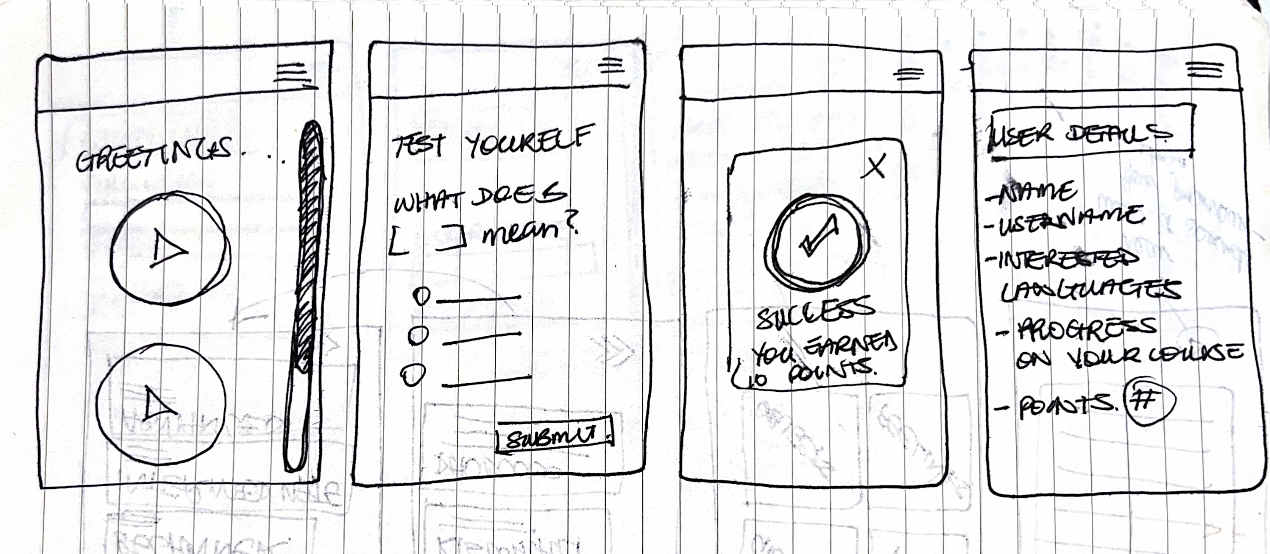 GREETINGS....
TEST YOURELF
WHAT DOES
[ ] mean?
SUBMIT
X
SUCCESS
YOU EARNED
10 POINTS.
USER DETAILS
-NAME
-USERNAME
-INTERESTED
LANGUAGES
- PROGRESS
ON YOUR COURSE
- POINTS. #